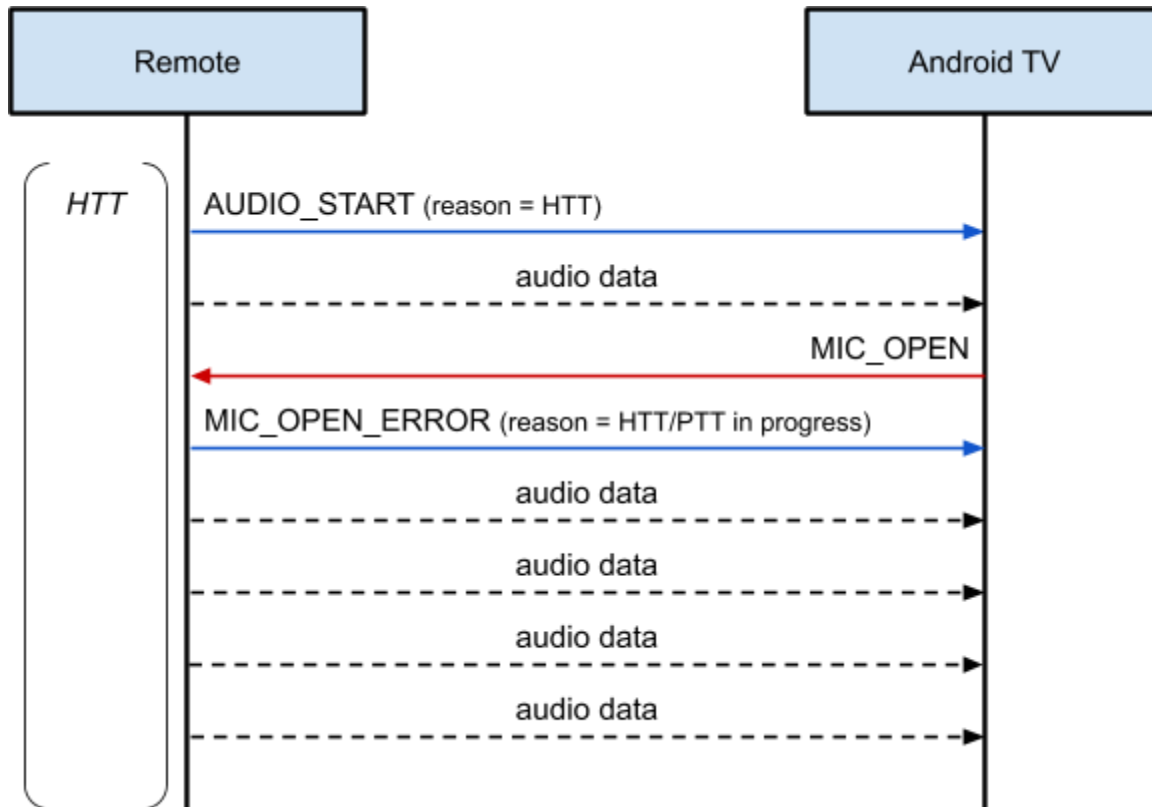 Remote
Android TV
HTT
AUDIO_START (reason = HTT)
audio data
MIC_OPEN
MIC_OPEN_ERROR (reason = HTT/PTT in progress)
audio data
audio data
audio data
audio data